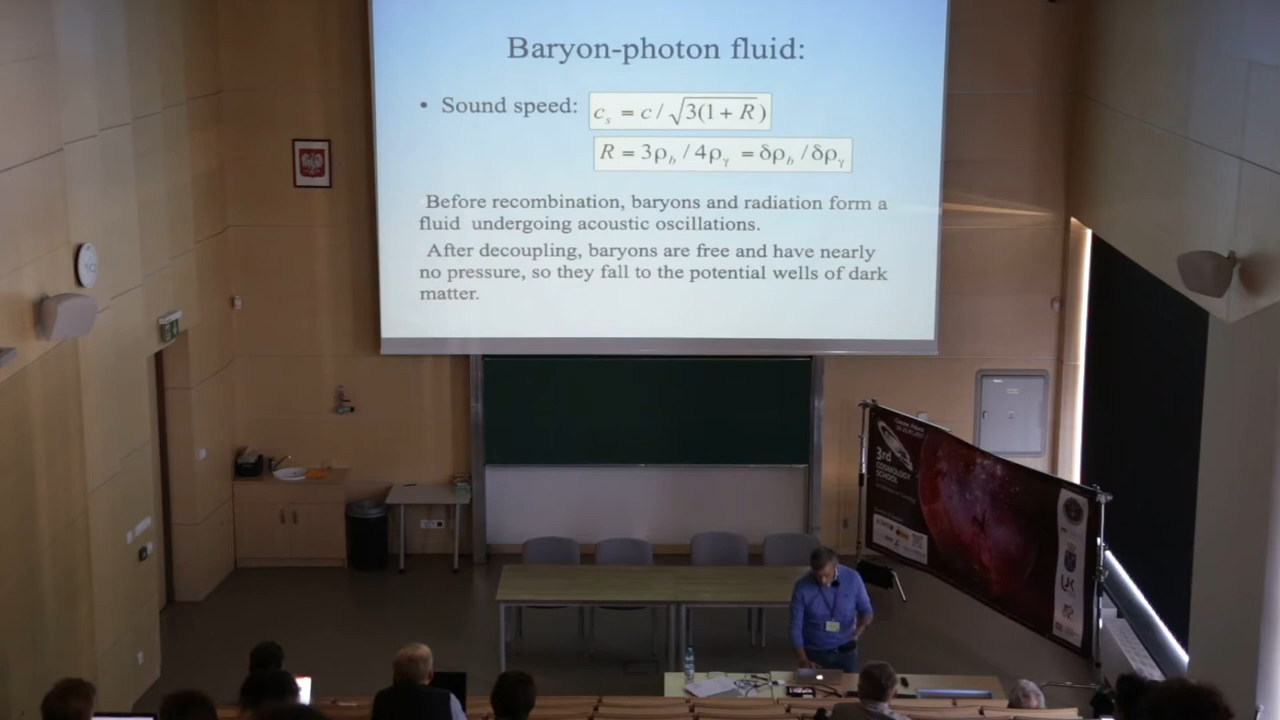 Baryon-photon fluid:
• Sound speed: c_s = c / √3(1 + R)
R = 3ρ_b / 4ρ_γ = δρ_b / δρ_γ
Before recombination, baryons and radiation form a
fluid undergoing acoustic oscillations.
After decoupling, baryons are free and have nearly
no pressure, so they fall to the potential wells of dark
matter.
3rd
COSMOLOGY
SCHOOL